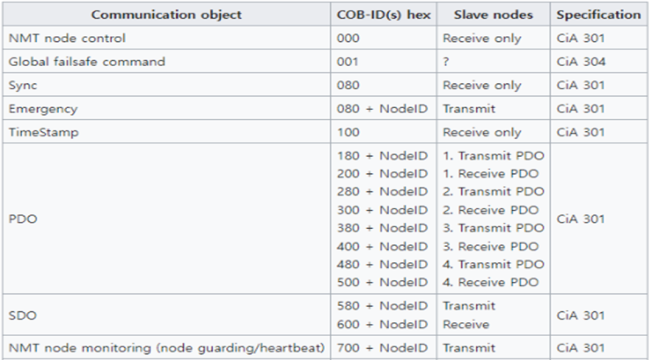 Communication object COB-ID(s) hex Slave nodes Specification
NMT node control 000 Receive only CiA 301
Global failsafe command 001 ? CiA 304
Sync 080 Receive only CiA 301
Emergency 080 + NodeID Transmit CiA 301
TimeStamp 100 Receive only CiA 301
PDO
180 + NodeID 1. Transmit PDO
200 + NodeID 1. Receive PDO
280 + NodeID 2. Transmit PDO
300 + NodeID 2. Receive PDO
380 + NodeID 3. Transmit PDO
400 + NodeID 3. Receive PDO
480 + NodeID 4. Transmit PDO
500 + NodeID 4. Receive PDO
CiA 301
SDO
580 + NodeID Transmit
600 + NodeID Receive
CiA 301
NMT node monitoring (node guarding/heartbeat) 700 + NodeID Transmit CiA 301